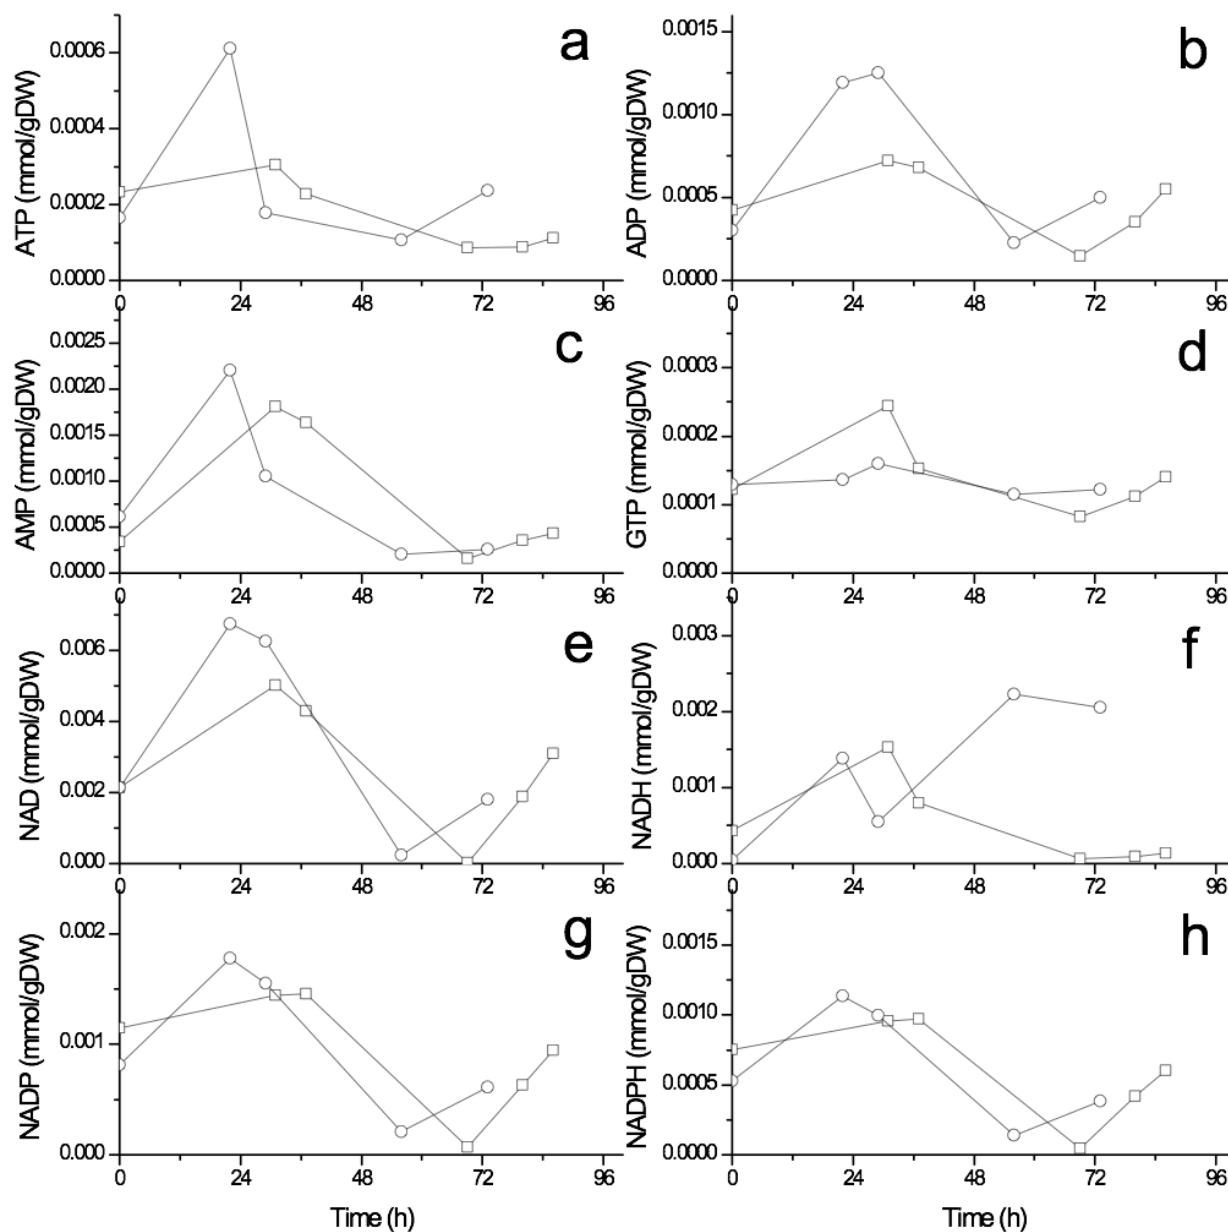 a
0.0006
0.0004
0.0002
0.0000
ATP (mmol/gDW)
0 24 48 72 96
b
0.0015
0.0010
0.0005
0.0000
ADP (mmol/gDW)
0 24 48 72 96
c
0.0025
0.0020
0.0015
0.0010
0.0005
0.0000
AMP (mmol/gDW)
0 24 48 72 96
d
0.0003
0.0002
0.0001
0.0000
GTP (mmol/gDW)
0 24 48 72 96
e
0.006
0.004
0.002
0.000
NAD (mmol/gDW)
0 24 48 72 96
f
0.003
0.002
0.001
0.000
NADH (mmol/gDW)
0 24 48 72 96
g
0.002
0.001
0.000
NADP (mmol/gDW)
0 24 48 72 96
Time (h)
h
0.0015
0.0010
0.0005
0.0000
NADPH (mmol/gDW)
0 24 48 72 96
Time (h)